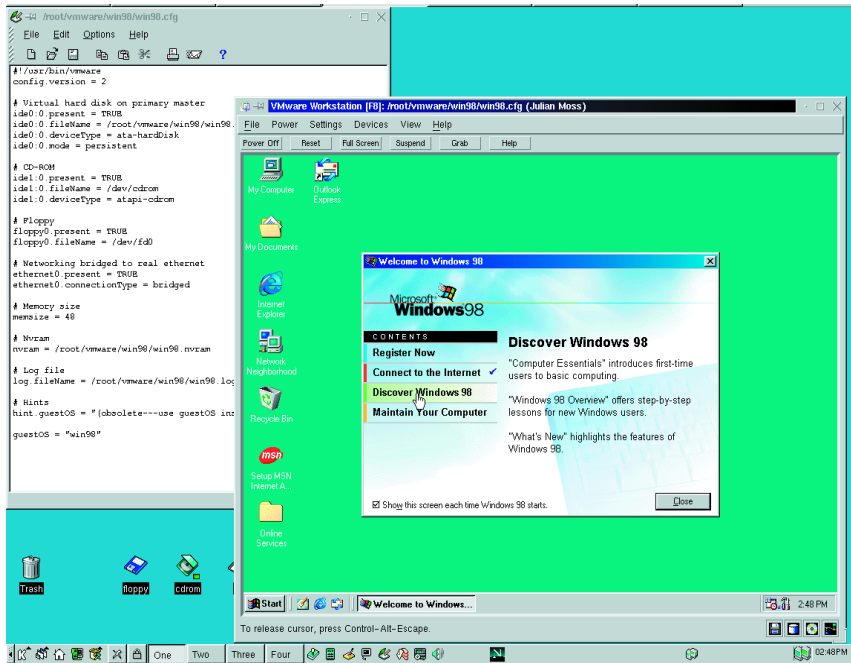 /root/vmware/win98/win98.cfg
File Edit Options Help
#!/usr/bin/vmware
config.version = 2
# Virtual hard disk on primary master
ide0:0.present = TRUE
ide0:0.fileName = /root/vmware/win98/win98.
ide0:0.deviceType = ata-hardDisk
ide0:0.mode = persistent
# CD-ROM
ide1:0.present = TRUE
ide1:0.fileName = /dev/cdrom
ide1:0.deviceType = atapi-cdrom
# Floppy
floppy0.present = TRUE
floppy0.fileName = /dev/fd0
# Networking bridged to real ethernet
ethernet0.present = TRUE
ethernet0.connectionType = bridged
# Memory size
memsize = 48
# Nvram
nvram = /root/vmware/win98/win98.nvram
# Log file
log.fileName = /root/vmware/win98/win98.log
# Hints
hint.guestOS = "(obsolete---use guestOS ins
guestOS = "win98"
VMware Workstation [F8]: /root/vmware/win98/win98.cfg (Julian Moss)
File Power Settings Devices View Help
Power Off Reset Full Screen Suspend Grab Help
My Computer
Outlook
Express
My Documents
Internet
Explorer
Network
Neighborhood
Recycle Bin
msn
Setup MSN
Internet A...
Online
Services
Welcome to Windows 98
Microsoft
Windows98
CONTENTS
Register Now
Connect to the Internet
Discover Windows 98
Maintain Your Computer
Discover Windows 98
"Computer Essentials" introduces first-time
users to basic computing.
"Windows 98 Overview" offers step-by-step
lessons for new Windows users.
"What's New" highlights the features of
Windows 98.
Show this screen each time Windows 98 starts.
Close
Start
Welcome to Windows...
2:48 PM
To release cursor, press Control-Alt-Escape.
Trash
floppy
cdrom
One Two Three Four
N
02:48PM